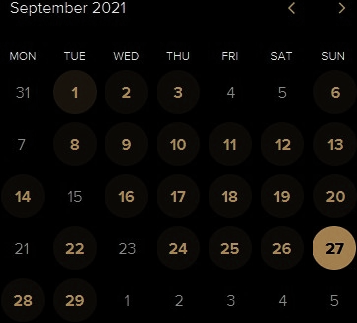 September 2021
MON TUE WED THU FRI SAT SUN
31 1 2 3 4 5 6
7 8 9 10 11 12 13
14 15 16 17 18 19 20
21 22 23 24 25 26 27
28 29 1 2 3 4 5